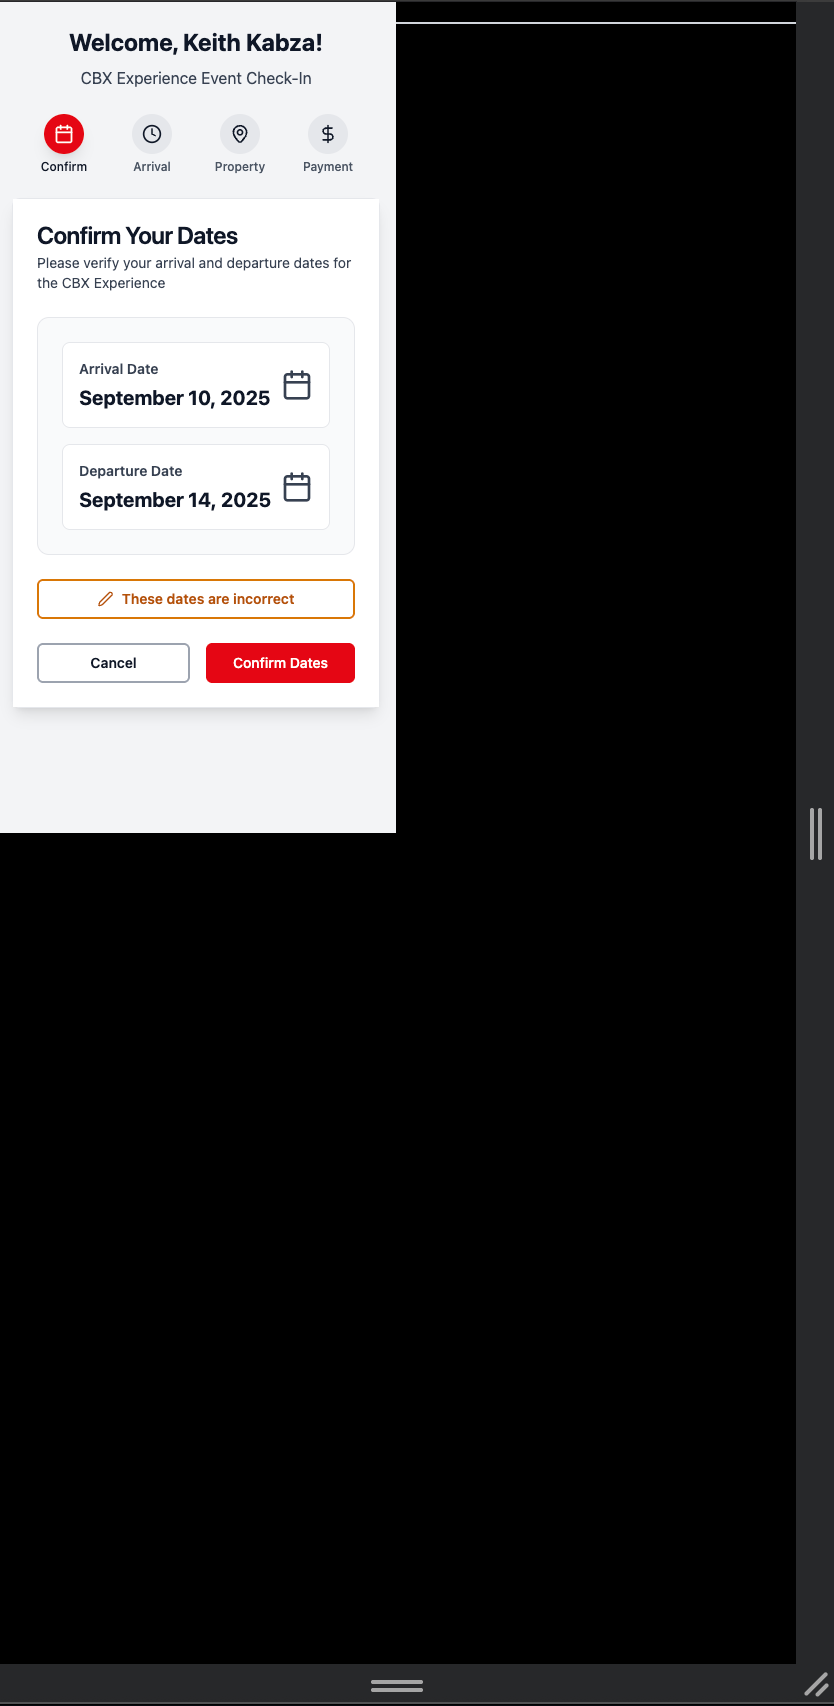 Welcome, Keith Kabza!
CBX Experience Event Check-In
Confirm
Arrival
Property
Payment
Confirm Your Dates
Please verify your arrival and departure dates for
the CBX Experience
Arrival Date
September 10, 2025
Departure Date
September 14, 2025
These dates are incorrect
Cancel
Confirm Dates